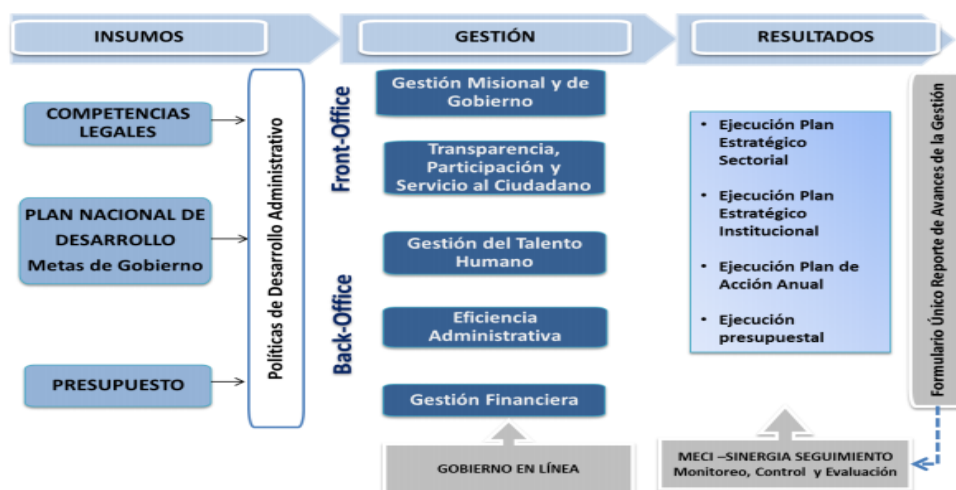 INSUMOS
GESTIÓN
RESULTADOS
COMPETENCIAS
LEGALES
PLAN NACIONAL DE
DESARROLLO
Metas de Gobierno
PRESUPUESTO
Políticas de Desarrollo Administrativo
Front-Office
Back-Office
Gestión Misional y de
Gobierno
Transparencia,
Participación y
Servicio al Ciudadano
Gestión del Talento
Humano
Eficiencia
Administrativa
Gestión Financiera
GOBIERNO EN LÍNEA
• Ejecución Plan
Estratégico
Sectorial
• Ejecución Plan
Estratégico
Institucional
• Ejecución Plan de
Acción Anual
• Ejecución
presupuestal
MECI –SINERGIA SEGUIMIENTO
Monitoreo, Control y Evaluación
Formulario Único Reporte de Avances de la Gestión